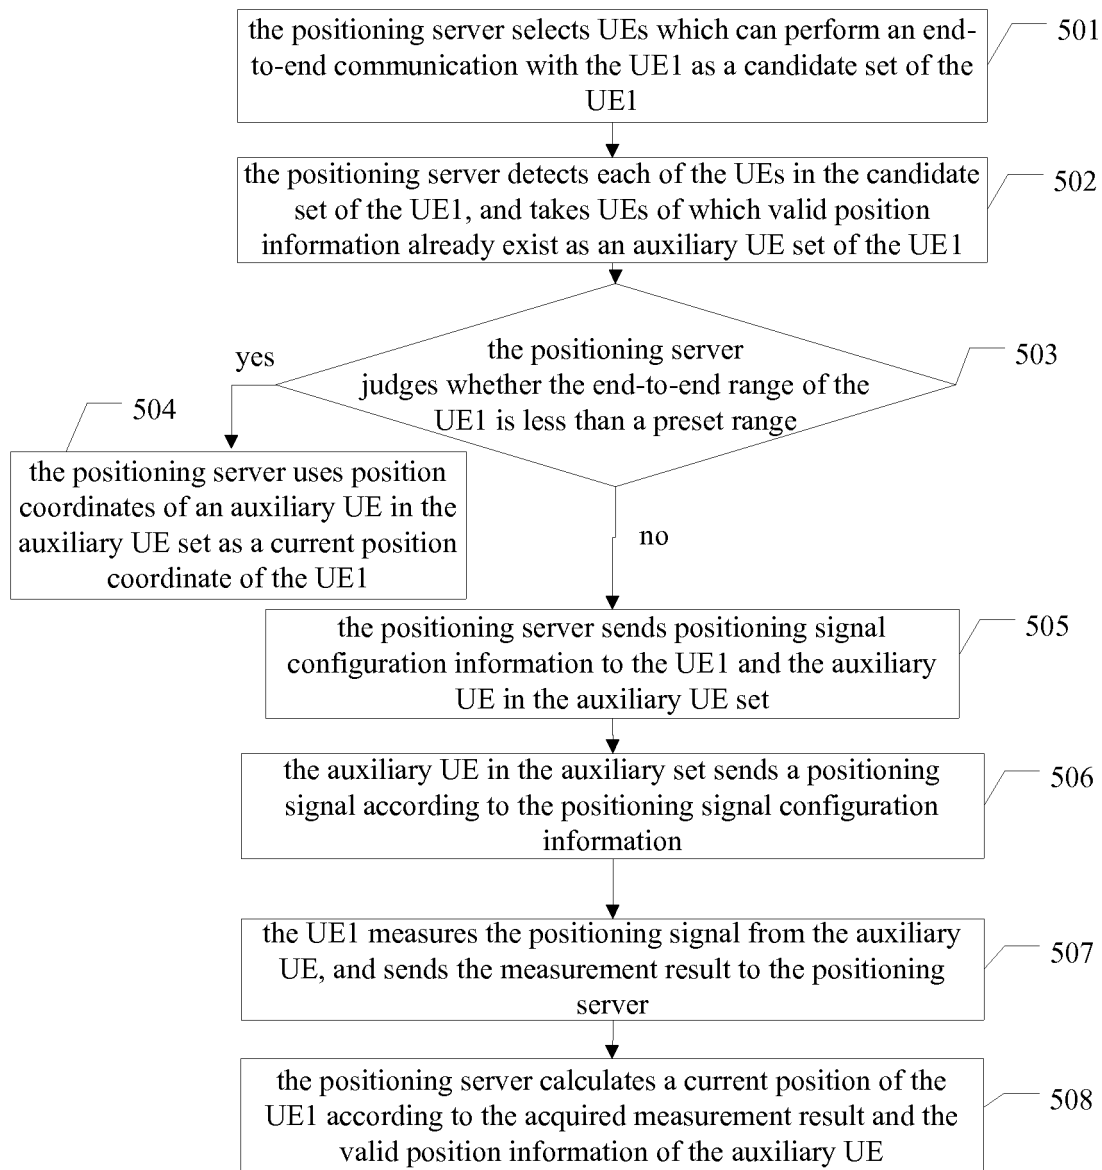 the positioning server selects UEs which can perform an end-
to-end communication with the UE1 as a candidate set of the
UE1
501
the positioning server detects each of the UEs in the candidate
set of the UE1, and takes UEs of which valid position
information already exist as an auxiliary UE set of the UE1
502
the positioning server
judges whether the end-to-end range of the
UE1 is less than a preset range
503
yes
504
the positioning server uses position
coordinates of an auxiliary UE in the
auxiliary UE set as a current position
coordinate of the UE1
no
the positioning server sends positioning signal
configuration information to the UE1 and the auxiliary
UE in the auxiliary UE set
505
the auxiliary UE in the auxiliary set sends a positioning
signal according to the positioning signal configuration
information
506
the UE1 measures the positioning signal from the auxiliary
UE, and sends the measurement result to the positioning
server
507
the positioning server calculates a current position of the
UE1 according to the acquired measurement result and the
valid position information of the auxiliary UE
508